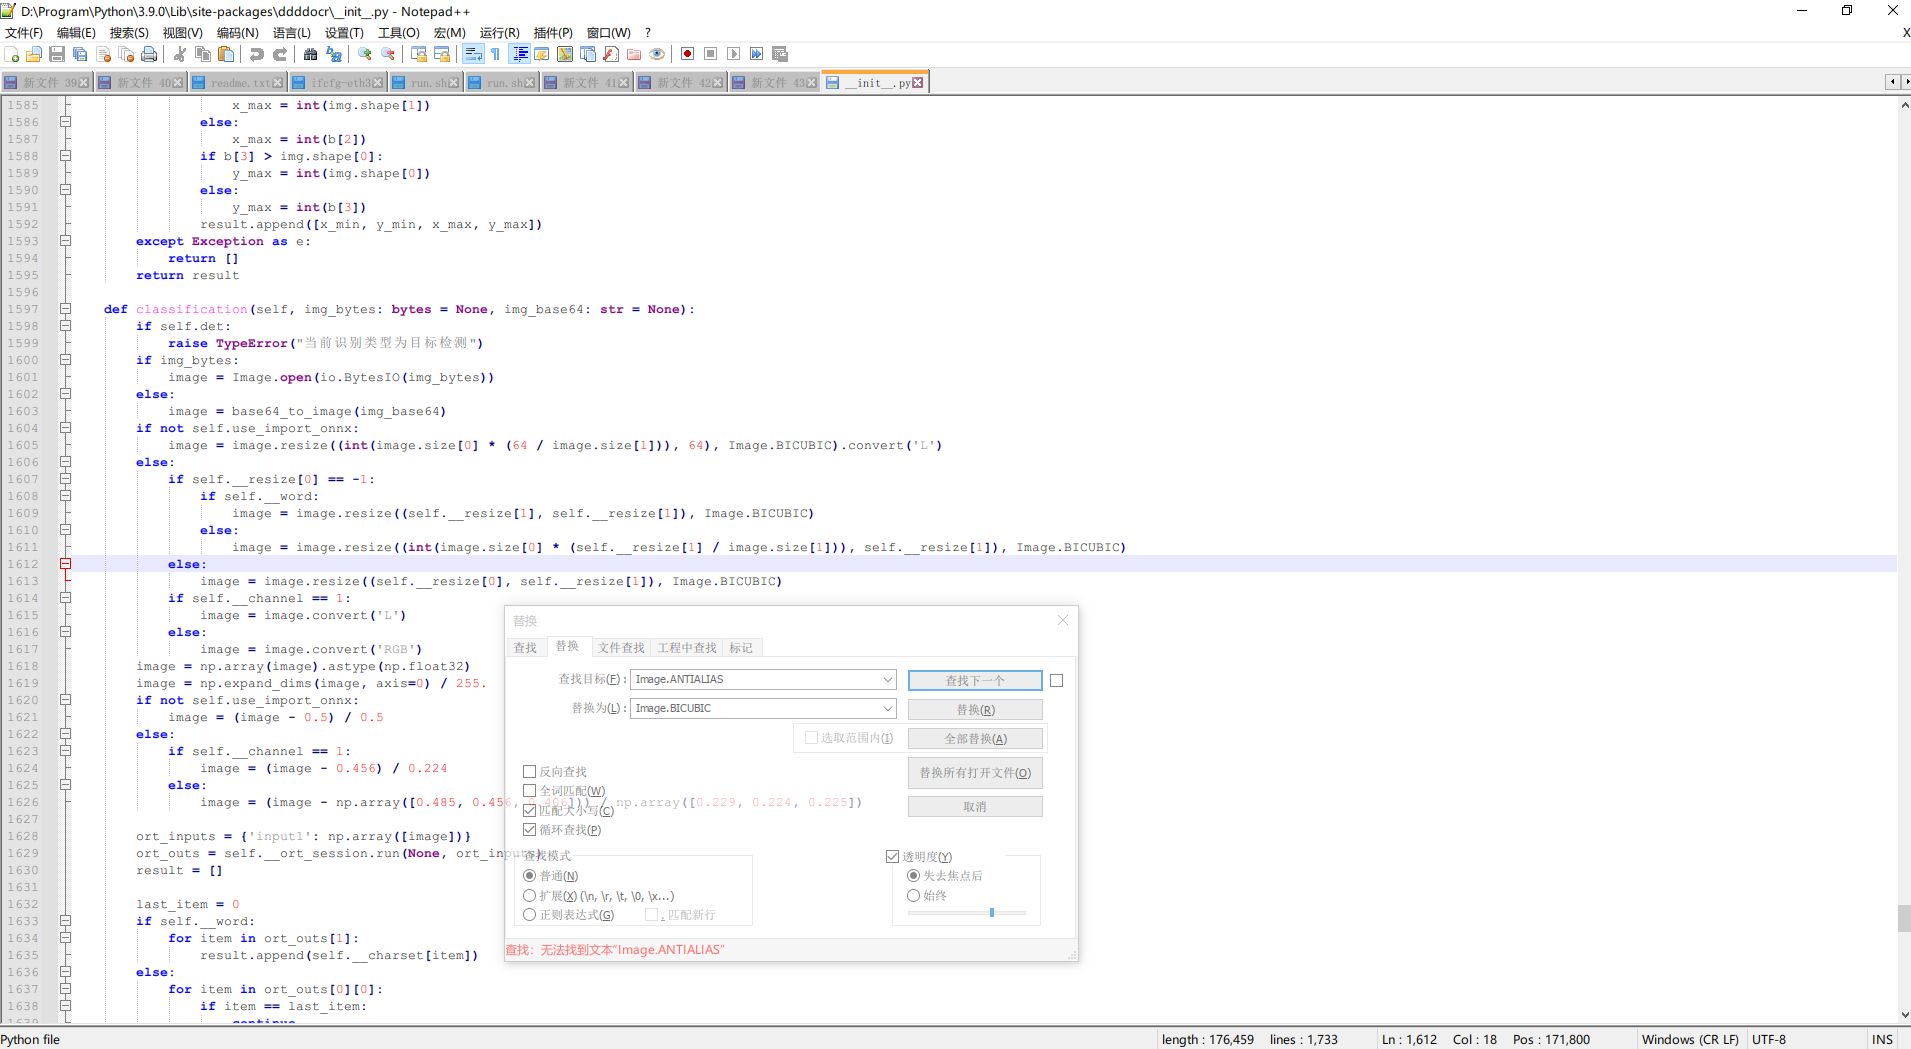 D:\Program\Python\3.9.0\Lib\site-packages\ddddocr\__init__.py - Notepad++
文件(F) 编辑(E) 搜索(S) 视图(V) 编码(N) 语言(L) 设置(T) 工具(O) 宏(M) 运行(R) 插件(P) 窗口(W) ? X
新文件 39 新文件 40 readme.txt ifcfg-eth3 run.sh run.sh 新文件 41 新文件 42 新文件 43 __init__.py
1585 x_max = int(img.shape[1])
1586 else:
1587 x_max = int(b[2])
1588 if b[3] > img.shape[0]:
1589 y_max = int(img.shape[0])
1590 else:
1591 y_max = int(b[3])
1592 result.append([x_min, y_min, x_max, y_max])
1593 except Exception as e:
1594 return []
1595 return result
1596
1597 def classification(self, img_bytes: bytes = None, img_base64: str = None):
1598 if self.det:
1599 raise TypeError("当前识别类型为目标检测")
1600 if img_bytes:
1601 image = Image.open(io.BytesIO(img_bytes))
1602 else:
1603 image = base64_to_image(img_base64)
1604 if not self.use_import_onnx:
1605 image = image.resize((int(image.size[0] * (64 / image.size[1])), 64), Image.BICUBIC).convert('L')
1606 else:
1607 if self.__resize[0] == -1:
1608 if self.__word:
1609 image = image.resize((self.__resize[1], self.__resize[1]), Image.BICUBIC)
1610 else:
1611 image = image.resize((int(image.size[0] * (self.__resize[1] / image.size[1])), self.__resize[1]), Image.BICUBIC)
1612 else:
1613 image = image.resize((self.__resize[0], self.__resize[1]), Image.BICUBIC)
1614 if self.__channel == 1:
1615 image = image.convert('L')
1616 else:
1617 image = image.convert('RGB')
1618 image = np.array(image).astype(np.float32)
1619 image = np.expand_dims(image, axis=0) / 255.
1620 if not self.use_import_onnx:
1621 image = (image - 0.5) / 0.5
1622 else:
1623 if self.__channel == 1:
1624 image = (image - 0.456) / 0.224
1625 else:
1626 image = (image - np.array([0.485, 0.456, 0.406])) / np.array([0.229, 0.224, 0.225])
1627
1628 ort_inputs = {'input1': np.array([image])}
1629 ort_outs = self.__ort_session.run(None, ort_inputs)
1630 result = []
1631
1632 last_item = 0
1633 if self.__word:
1634 for item in ort_outs[1]:
1635 result.append(self.__charset[item])
1636 else:
1637 for item in ort_outs[0][0]:
1638 if item == last_item:
1639 continue
替换
查找 替换 文件查找 工程中查找 标记
查找目标(F): Image.ANTIALIAS 查找下一个
替换为(L): Image.BICUBIC 替换(R)
选取范围内(I) 全部替换(A)
反向查找 替换所有打开文件(O)
全词匹配(W)
匹配大小写(C) 取消
循环查找(P)
查找模式 透明度(Y)
普通(N) 失去焦点后
扩展(X) (\n, \r, \t, \0, \x...) 始终
正则表达式(G) . 匹配新行
查找: 无法找到文本"Image.ANTIALIAS"
Python file length : 176,459 lines : 1,733 Ln : 1,612 Col : 18 Pos : 171,800 Windows (CR LF) UTF-8 INS